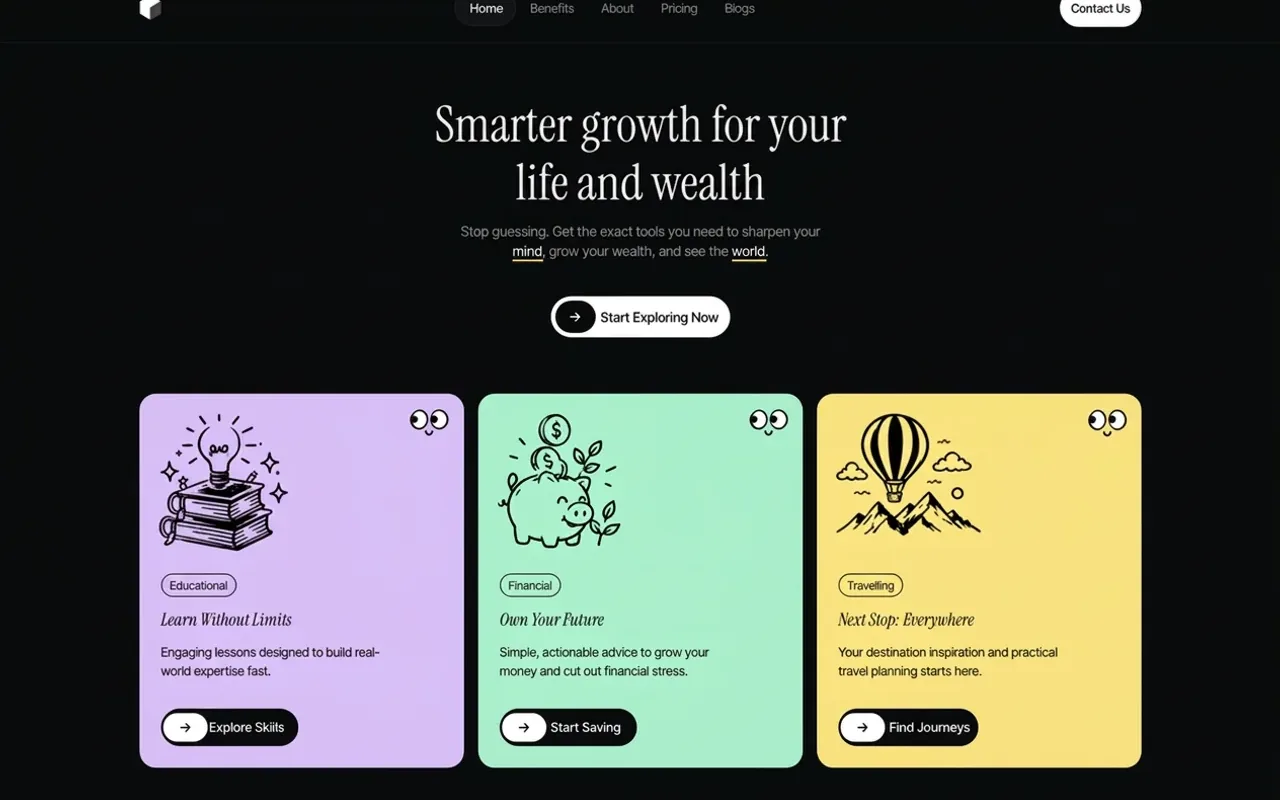 Home Benefits About Pricing Blogs Contact Us
Smarter growth for your
life and wealth
Stop guessing. Get the exact tools you need to sharpen your
mind, grow your wealth, and see the world.
Start Exploring Now
$
$
Educational
Learn Without Limits
Engaging lessons designed to build real-
world expertise fast.
Explore Skills
Financial
Own Your Future
Simple, actionable advice to grow your
money and cut out financial stress.
Start Saving
Travelling
Next Stop: Everywhere
Your destination inspiration and practical
travel planning starts here.
Find Journeys